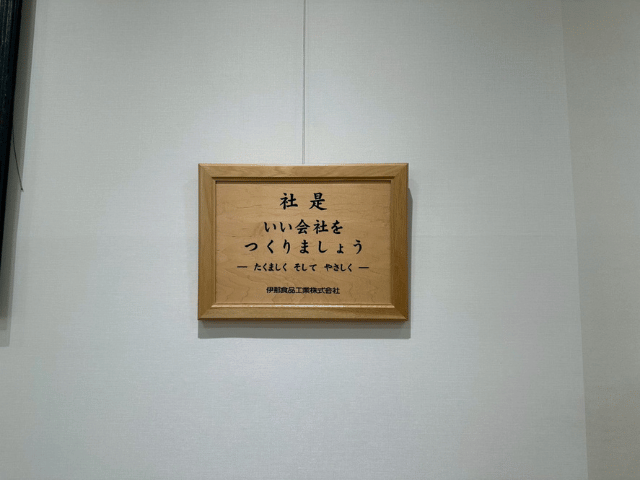 社是
いい会社を
つくりましょう
― たくましく そして やさしく ―
伊那食品工業株式会社